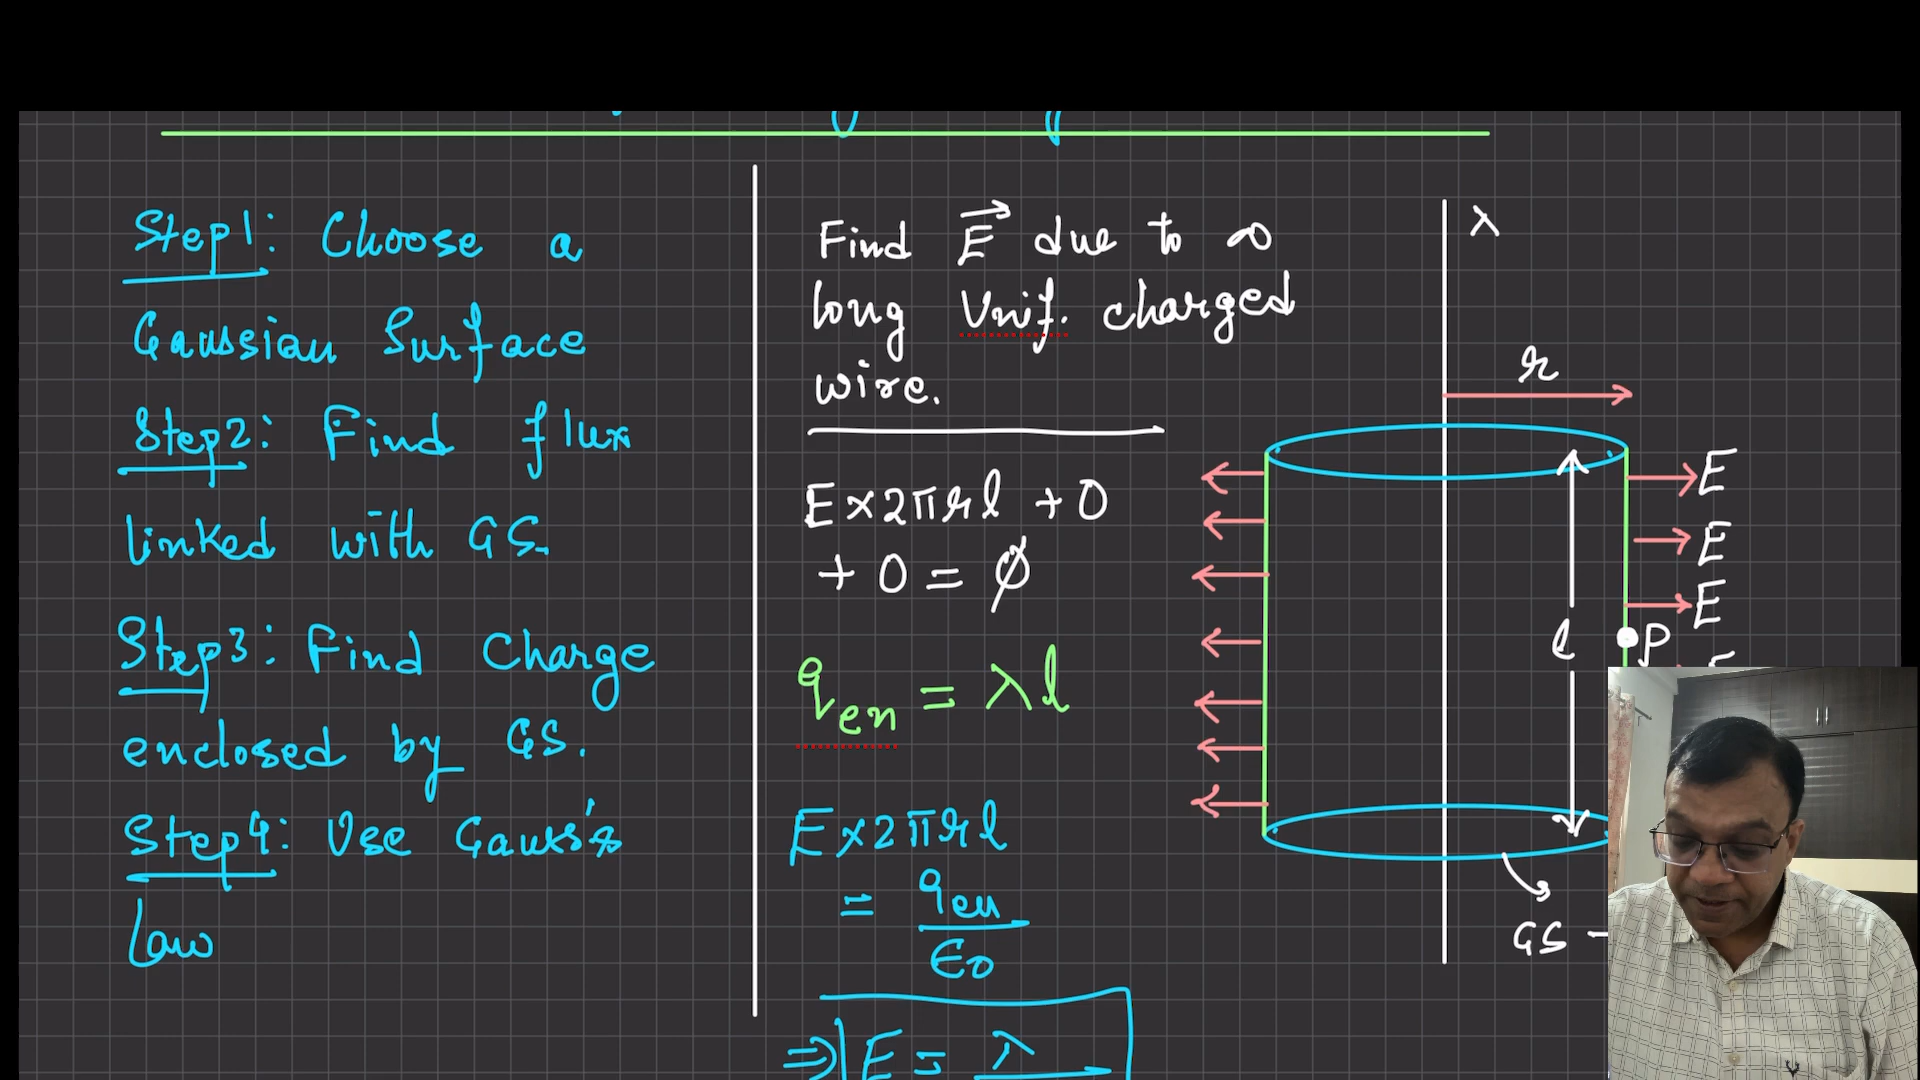 Step1: Choose a
Gaussian Surface
Step2: Find flux
linked with GS.
Step3: Find Charge
enclosed by GS.
Step4: Use Gauss's
law
Find E⃗ due to ∞
long Unif. charged
wire.
E×2πrl + 0
+ 0 = ϕ
qen = λl
E×2πrl
= qen/ϵ0
⇒ E = λ
λ
r
E
E
E
l
P
GS –